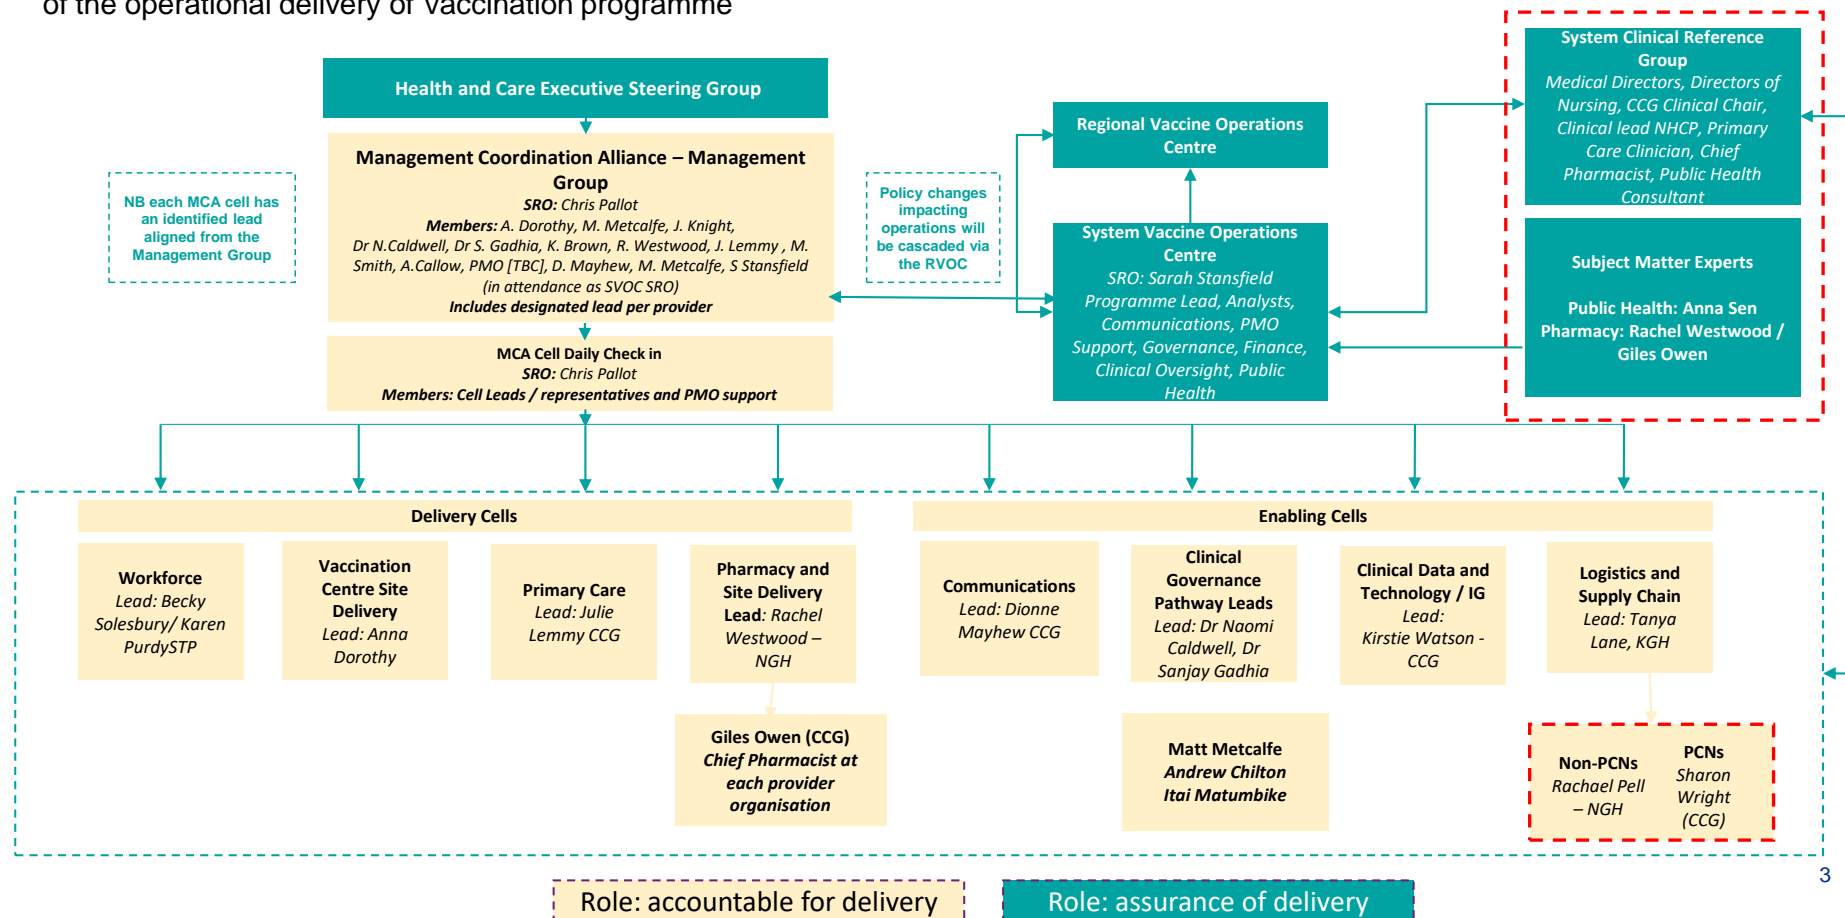 of the operational delivery of vaccination programme
Health and Care Executive Steering Group
Management Coordination Alliance – Management
Group
SRO: Chris Pallot
Members: A. Dorothy, M. Metcalfe, J. Knight,
Dr N.Caldwell, Dr S. Gadhia, K. Brown, R. Westwood, J. Lemmy , M.
Smith, A.Callow, PMO [TBC], D. Mayhew, M. Metcalfe, S Stansfield
(in attendance as SVOC SRO)
Includes designated lead per provider
NB each MCA cell has
an identified lead
aligned from the
Management Group
MCA Cell Daily Check in
SRO: Chris Pallot
Members: Cell Leads / representatives and PMO support
Policy changes
impacting
operations will
be cascaded via
the RVOC
Regional Vaccine Operations
Centre
System Vaccine Operations
Centre
SRO: Sarah Stansfield
Programme Lead, Analysts,
Communications, PMO
Support, Governance, Finance,
Clinical Oversight, Public
Health
System Clinical Reference
Group
Medical Directors, Directors of
Nursing, CCG Clinical Chair,
Clinical lead NHCP, Primary
Care Clinician, Chief
Pharmacist, Public Health
Consultant
Subject Matter Experts
Public Health: Anna Sen
Pharmacy: Rachel Westwood /
Giles Owen
Delivery Cells
Workforce
Lead: Becky
Solesbury/ Karen
PurdySTP
Vaccination
Centre Site
Delivery
Lead: Anna
Dorothy
Primary Care
Lead: Julie
Lemmy CCG
Pharmacy and
Site Delivery
Lead: Rachel
Westwood –
NGH
Giles Owen (CCG)
Chief Pharmacist at
each provider
organisation
Enabling Cells
Communications
Lead: Dionne
Mayhew CCG
Clinical
Governance
Pathway Leads
Lead: Dr Naomi
Caldwell, Dr
Sanjay Gadhia
Matt Metcalfe
Andrew Chilton
Itai Matumbike
Clinical Data and
Technology / IG
Lead:
Kirstie Watson -
CCG
Logistics and
Supply Chain
Lead: Tanya
Lane, KGH
Non-PCNs
Rachael Pell
– NGH
PCNs
Sharon
Wright
(CCG)
Role: accountable for delivery
Role: assurance of delivery
3